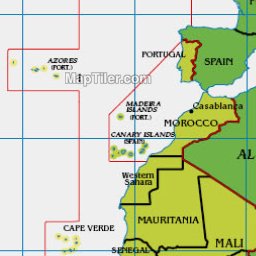 PORTUGAL
SPAIN
AZORES
(PORT.)
MapTiler.com
MADEIRA
ISLANDS
(PORT.)
Casablanca
MOROCCO
CANARY ISLANDS
(SPAIN)
AL
Western
Sahara
MAURITANIA
CAPE VERDE
MALI
SENEGAL